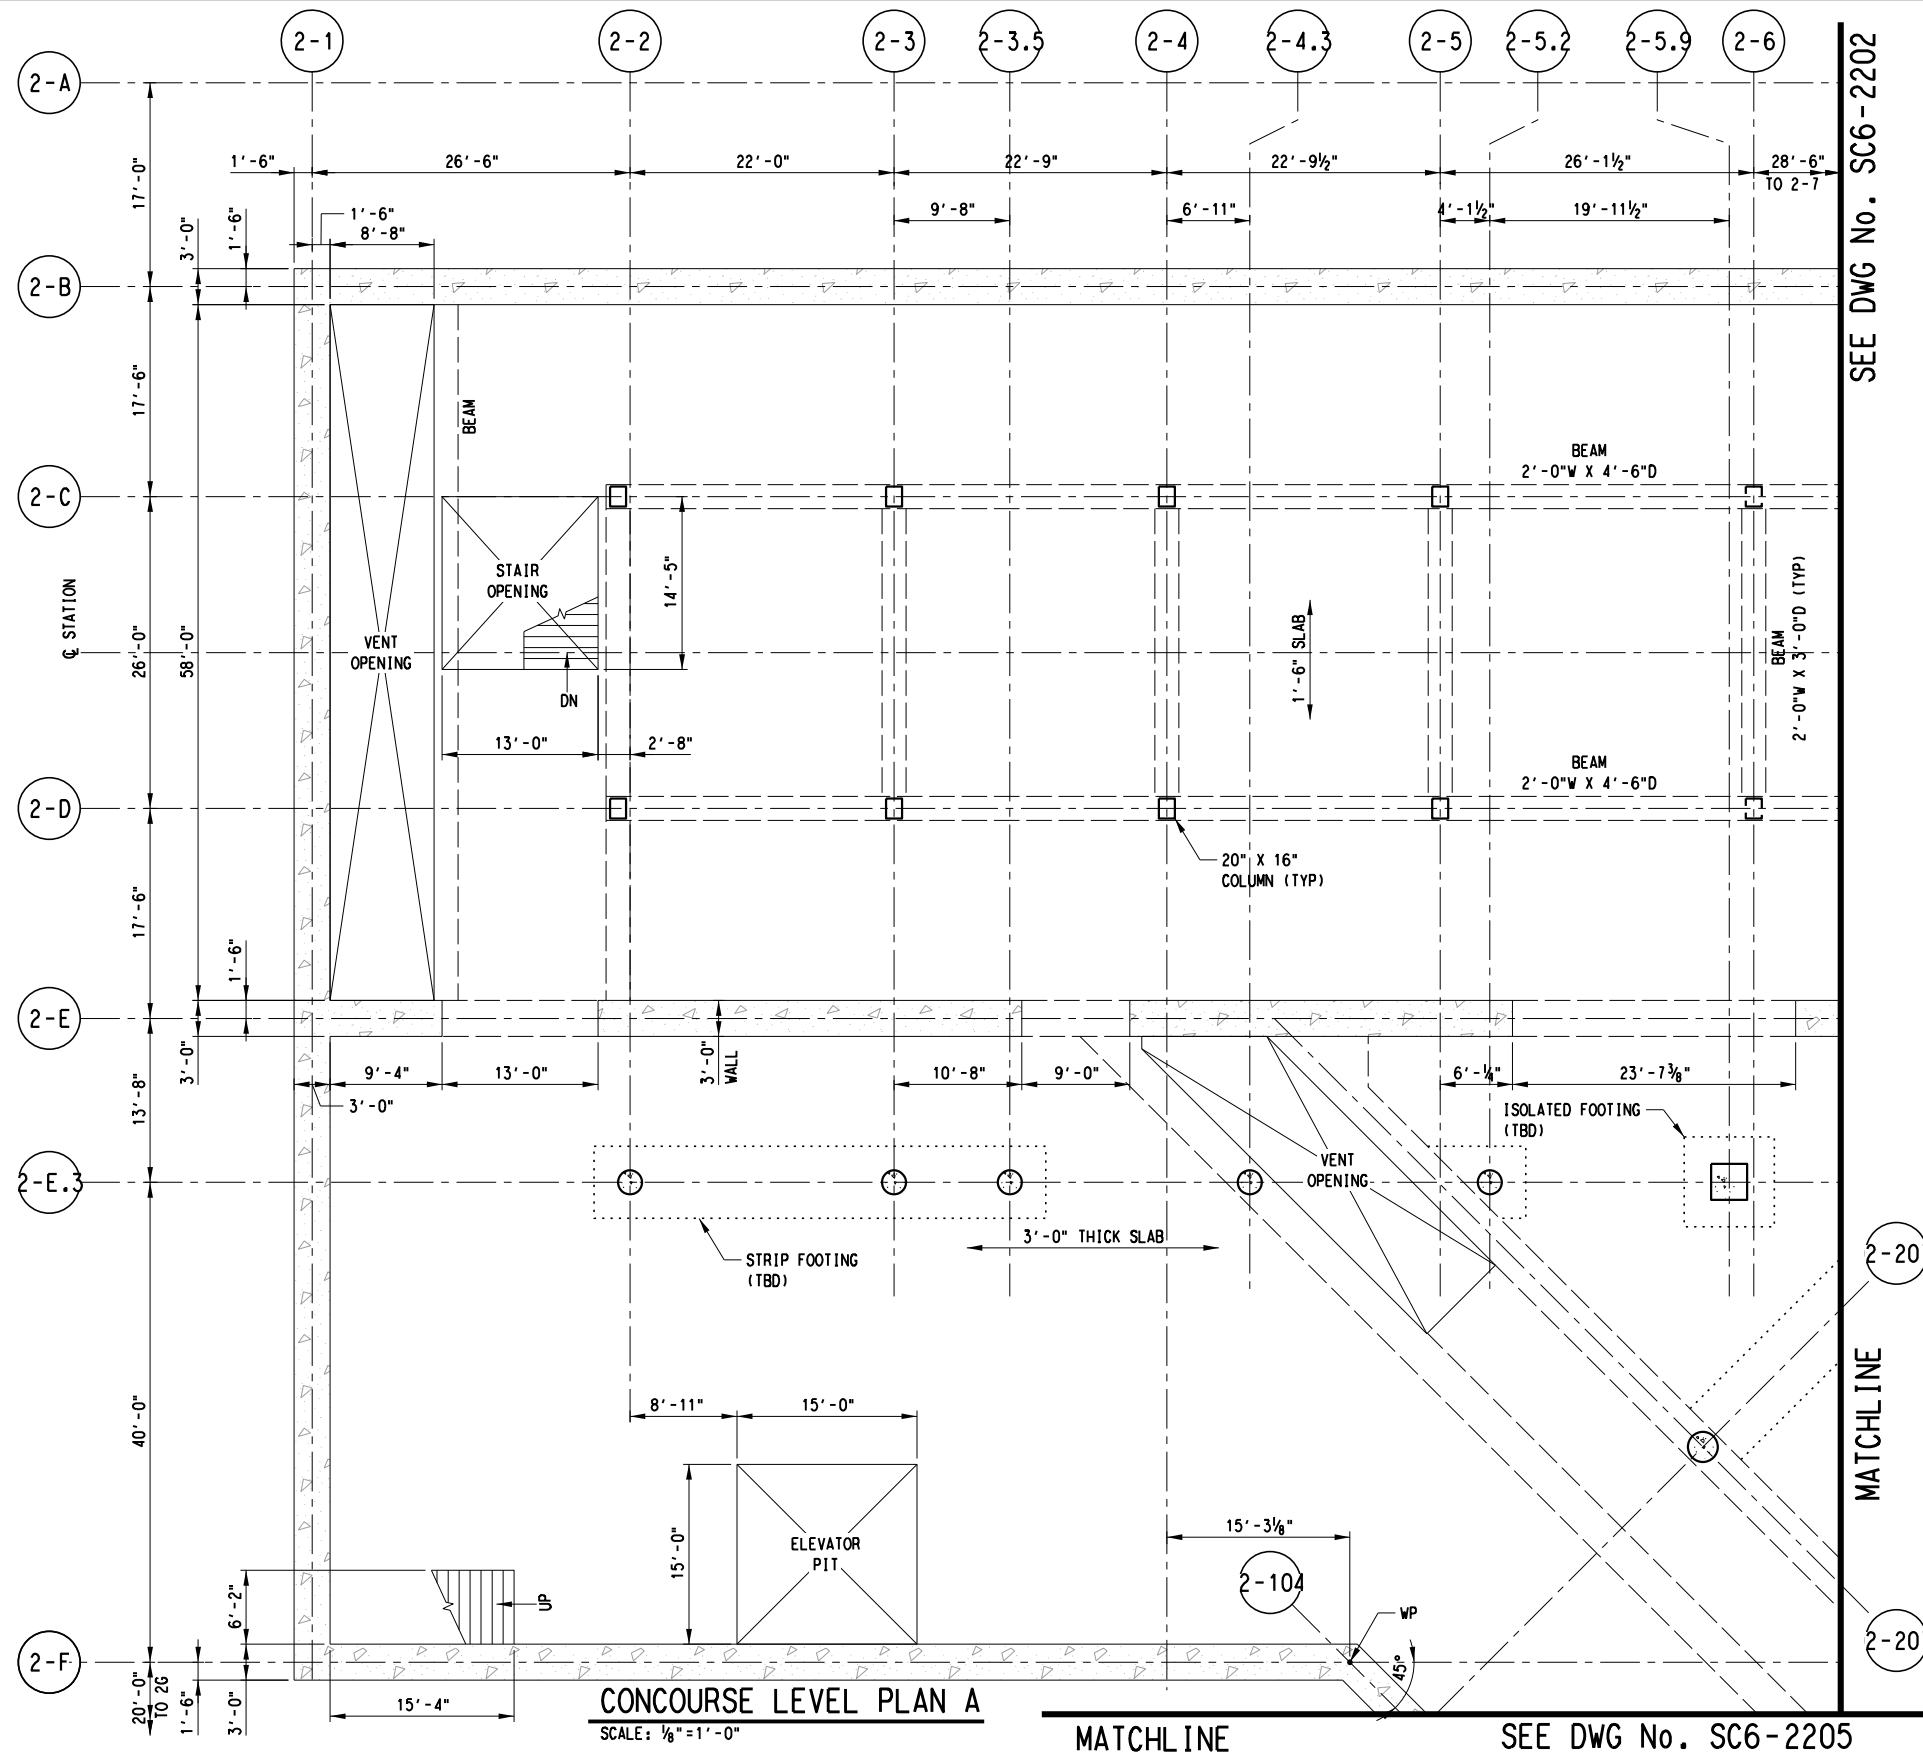 2-1
2-2
2-3
2-3.5
2-4
2-4.3
2-5
2-5.2
2-5.9
2-6
2-A
SEE DWG No. SC6-2202
1'-6"
26'-6"
22'-0"
22'-9"
22'-9½"
26'-1½"
28'-6"
TO 2-7
17'-0"
9'-8"
6'-11"
4'-1½"
19'-11½"
3'-0"
1'-6"
1'-6"
8'-8"
2-B
17'-6"
BEAM
BEAM
2'-0"W X 4'-6"D
2-C
STAIR
OPENING
14'-5"
℄ STATION
26'-0"
58'-0"
VENT
OPENING
1'-6" SLAB
BEAM
2'-0"W X 3'-0"D (TYP)
DN
13'-0"
2'-8"
BEAM
2'-0"W X 4'-6"D
2-D
20" X 16"
COLUMN (TYP)
17'-6"
1'-6"
2-E
3'-0"
13'-8"
9'-4"
13'-0"
3'-0"
WALL
10'-8"
9'-0"
6'-¼"
23'-7⅜"
3'-0"
ISOLATED FOOTING
(TBD)
2-E.3
VENT
OPENING
3'-0" THICK SLAB
STRIP FOOTING
(TBD)
2-20
MATCHLINE
40'-0"
8'-11"
15'-0"
15'-0"
ELEVATOR
PIT
15'-3⅛"
2-104
WP
6'-2"
UP
2-20
2-F
45°
20'-0"
TO 2G
1'-6"
3'-0"
15'-4"
CONCOURSE LEVEL PLAN A
SCALE: ⅛"=1'-0"
MATCHLINE
SEE DWG No. SC6-2205